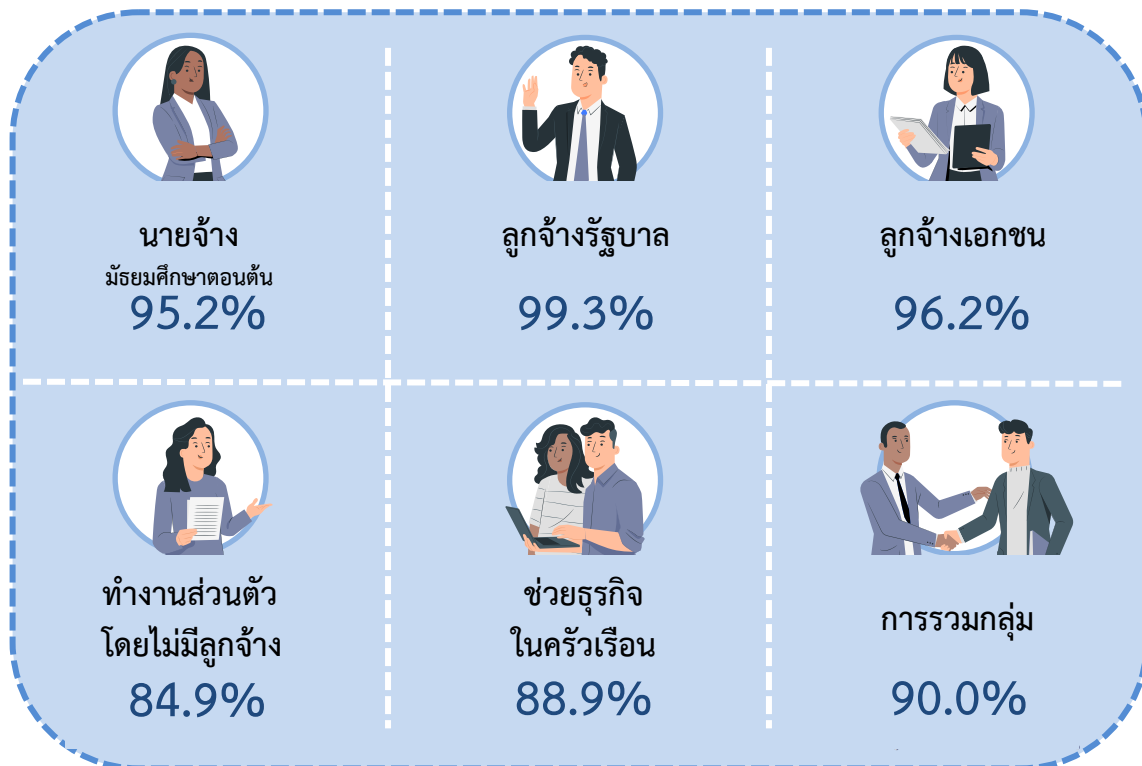 นายจ้าง
มัธยมศึกษาตอนต้น
95.2%
ลูกจ้างรัฐบาล
99.3%
ลูกจ้างเอกชน
96.2%
ทำงานส่วนตัว
โดยไม่มีลูกจ้าง
84.9%
ช่วยธุรกิจ
ในครัวเรือน
88.9%
การรวมกลุ่ม
90.0%